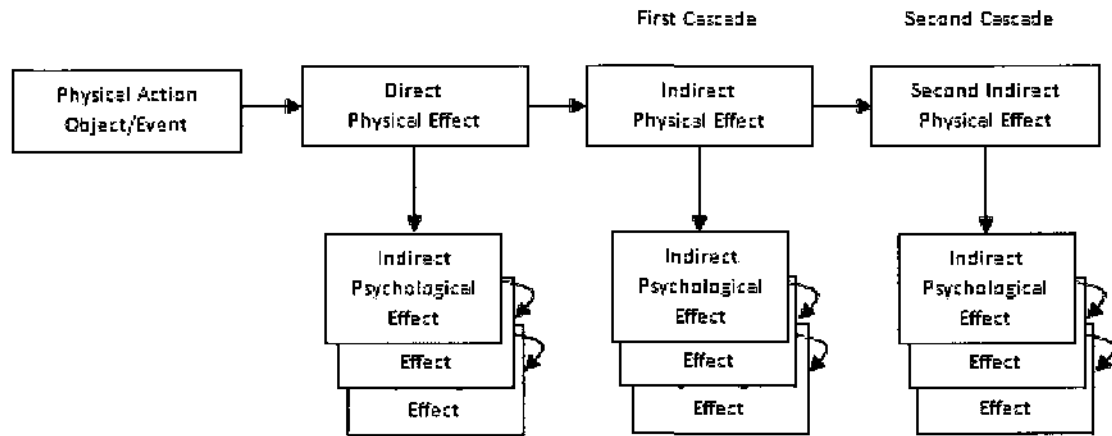 First Cascade
Second Cascade
Physical Action
Object/Event
Direct
Physical Effect
Indirect
Physical Effect
Second Indirect
Physical Effect
Indirect
Psychological
Effect
Effect
Effect
Indirect
Psychological
Effect
Effect
Effect
Indirect
Psychological
Effect
Effect
Effect